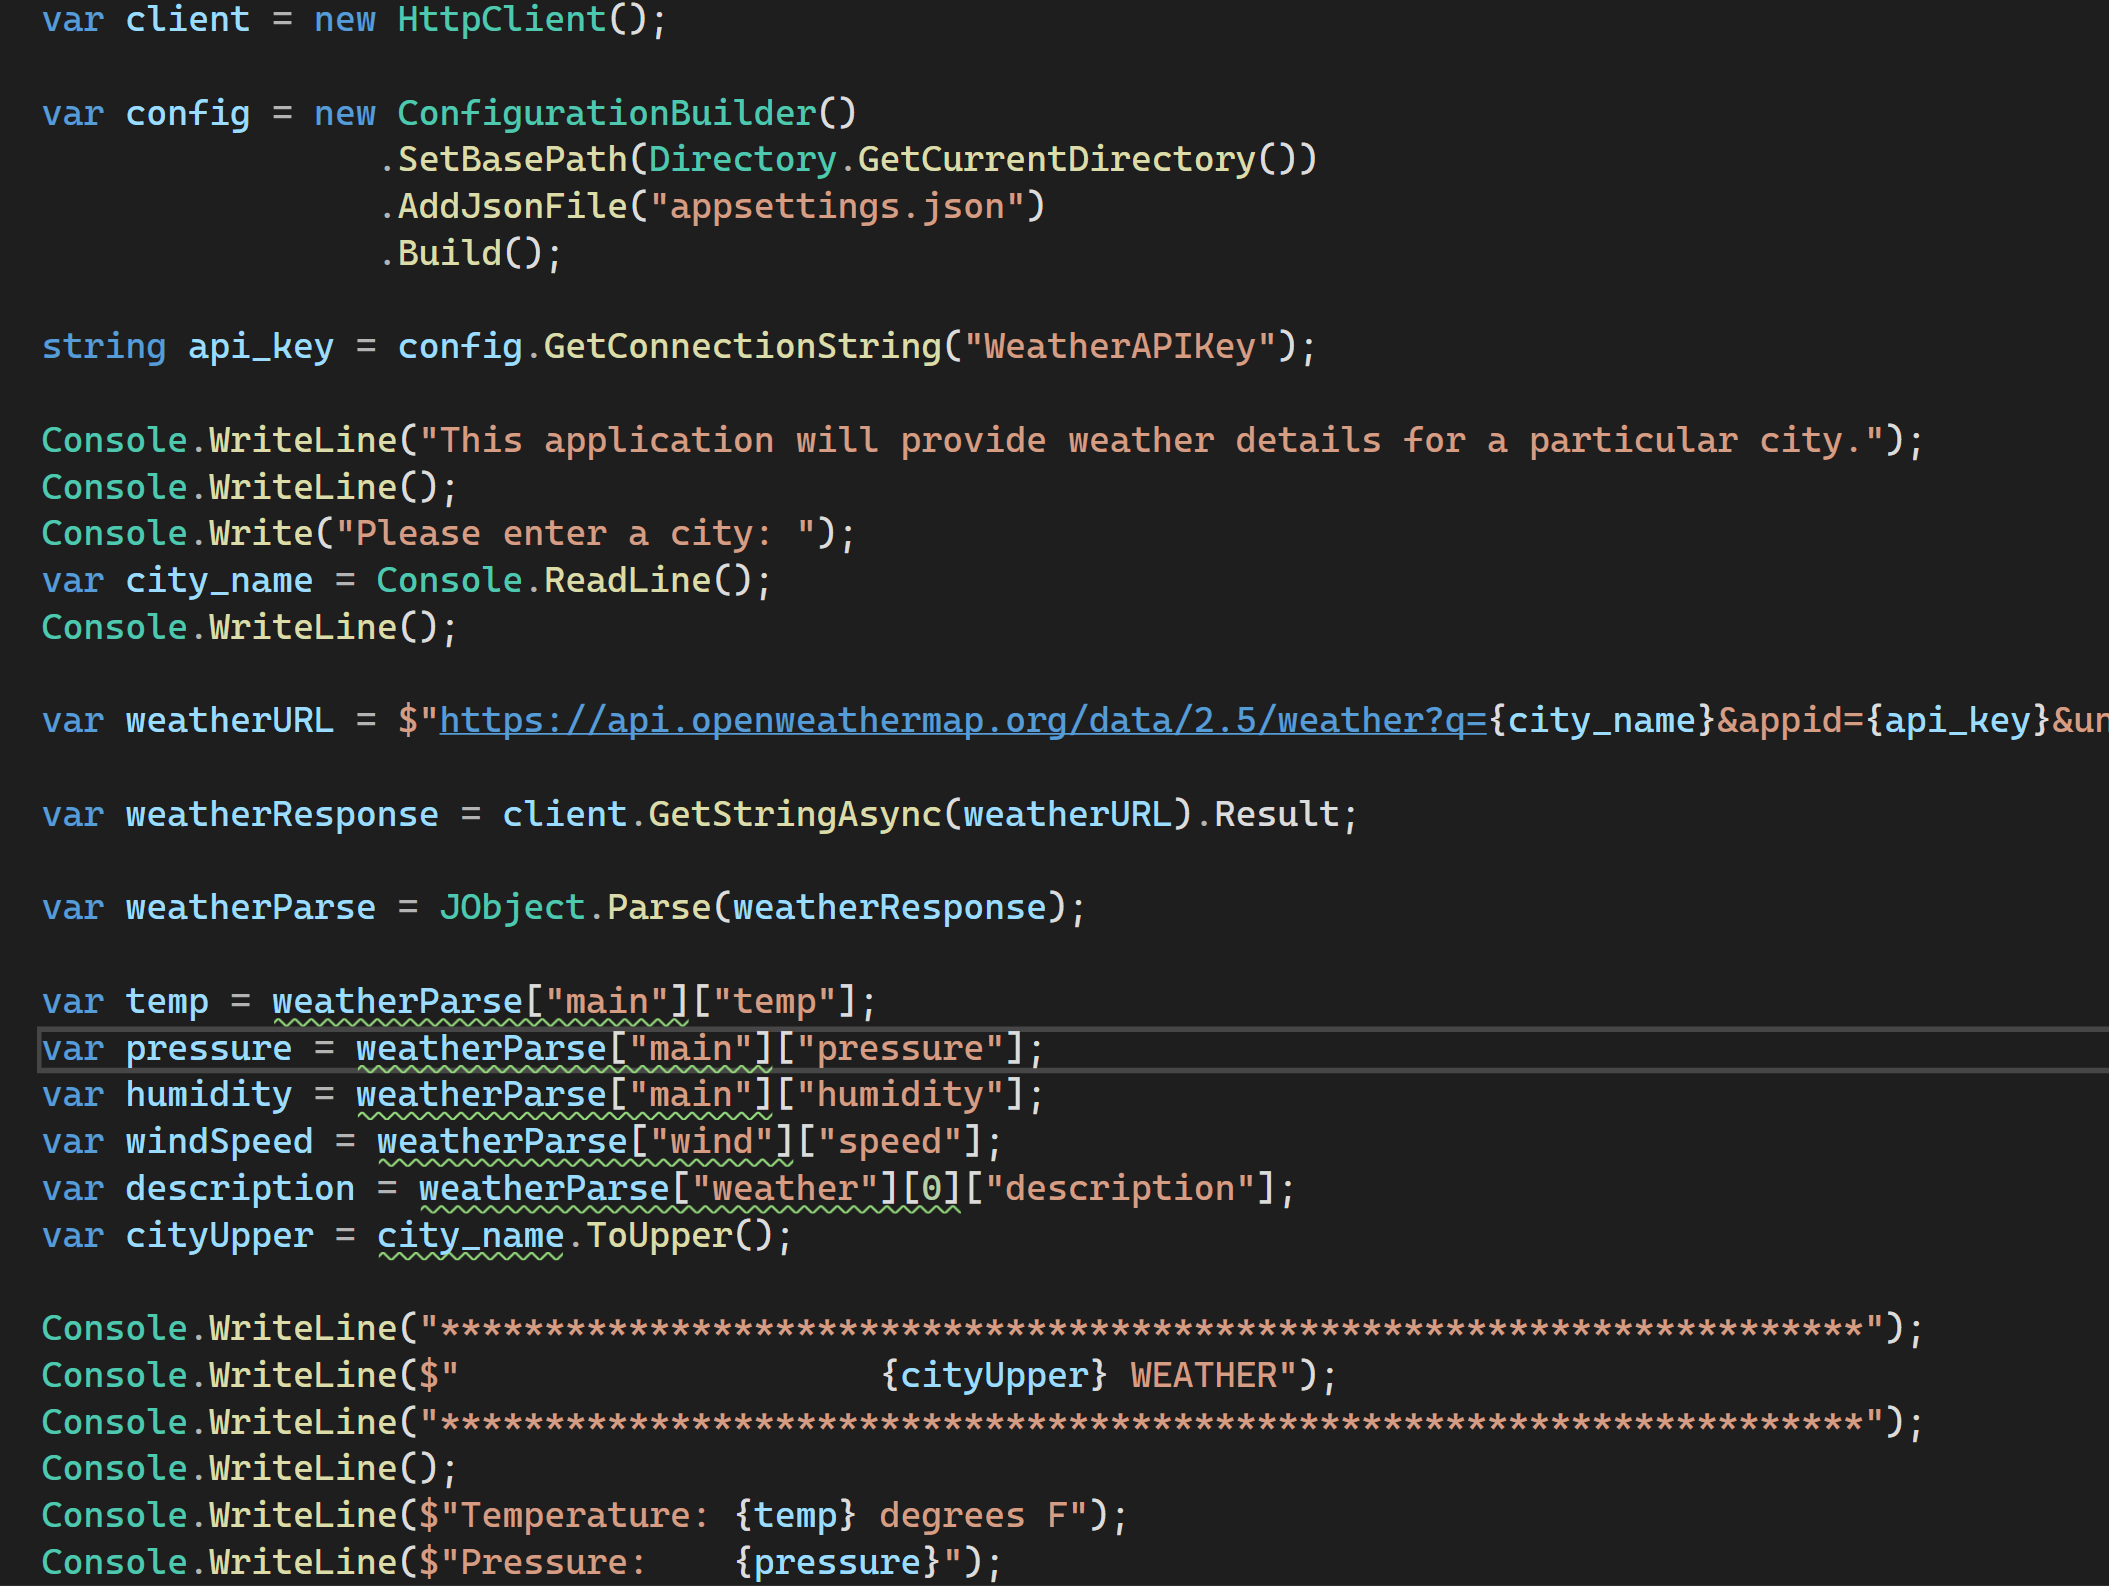 var client = new HttpClient();
var config = new ConfigurationBuilder()
.SetBasePath(Directory.GetCurrentDirectory())
.AddJsonFile("appsettings.json")
.Build();
string api_key = config.GetConnectionString("WeatherAPIKey");
Console.WriteLine("This application will provide weather details for a particular city.");
Console.WriteLine();
Console.Write("Please enter a city: ");
var city_name = Console.ReadLine();
Console.WriteLine();
var weatherURL = $"https://api.openweathermap.org/data/2.5/weather?q={city_name}&appid={api_key}&un
var weatherResponse = client.GetStringAsync(weatherURL).Result;
var weatherParse = JObject.Parse(weatherResponse);
var temp = weatherParse["main"]["temp"];
var pressure = weatherParse["main"]["pressure"];
var humidity = weatherParse["main"]["humidity"];
var windSpeed = weatherParse["wind"]["speed"];
var description = weatherParse["weather"][0]["description"];
var cityUpper = city_name.ToUpper();
Console.WriteLine("********************************************************************");
Console.WriteLine($"                    {cityUpper} WEATHER");
Console.WriteLine("********************************************************************");
Console.WriteLine();
Console.WriteLine($"Temperature: {temp} degrees F");
Console.WriteLine($"Pressure:    {pressure}");